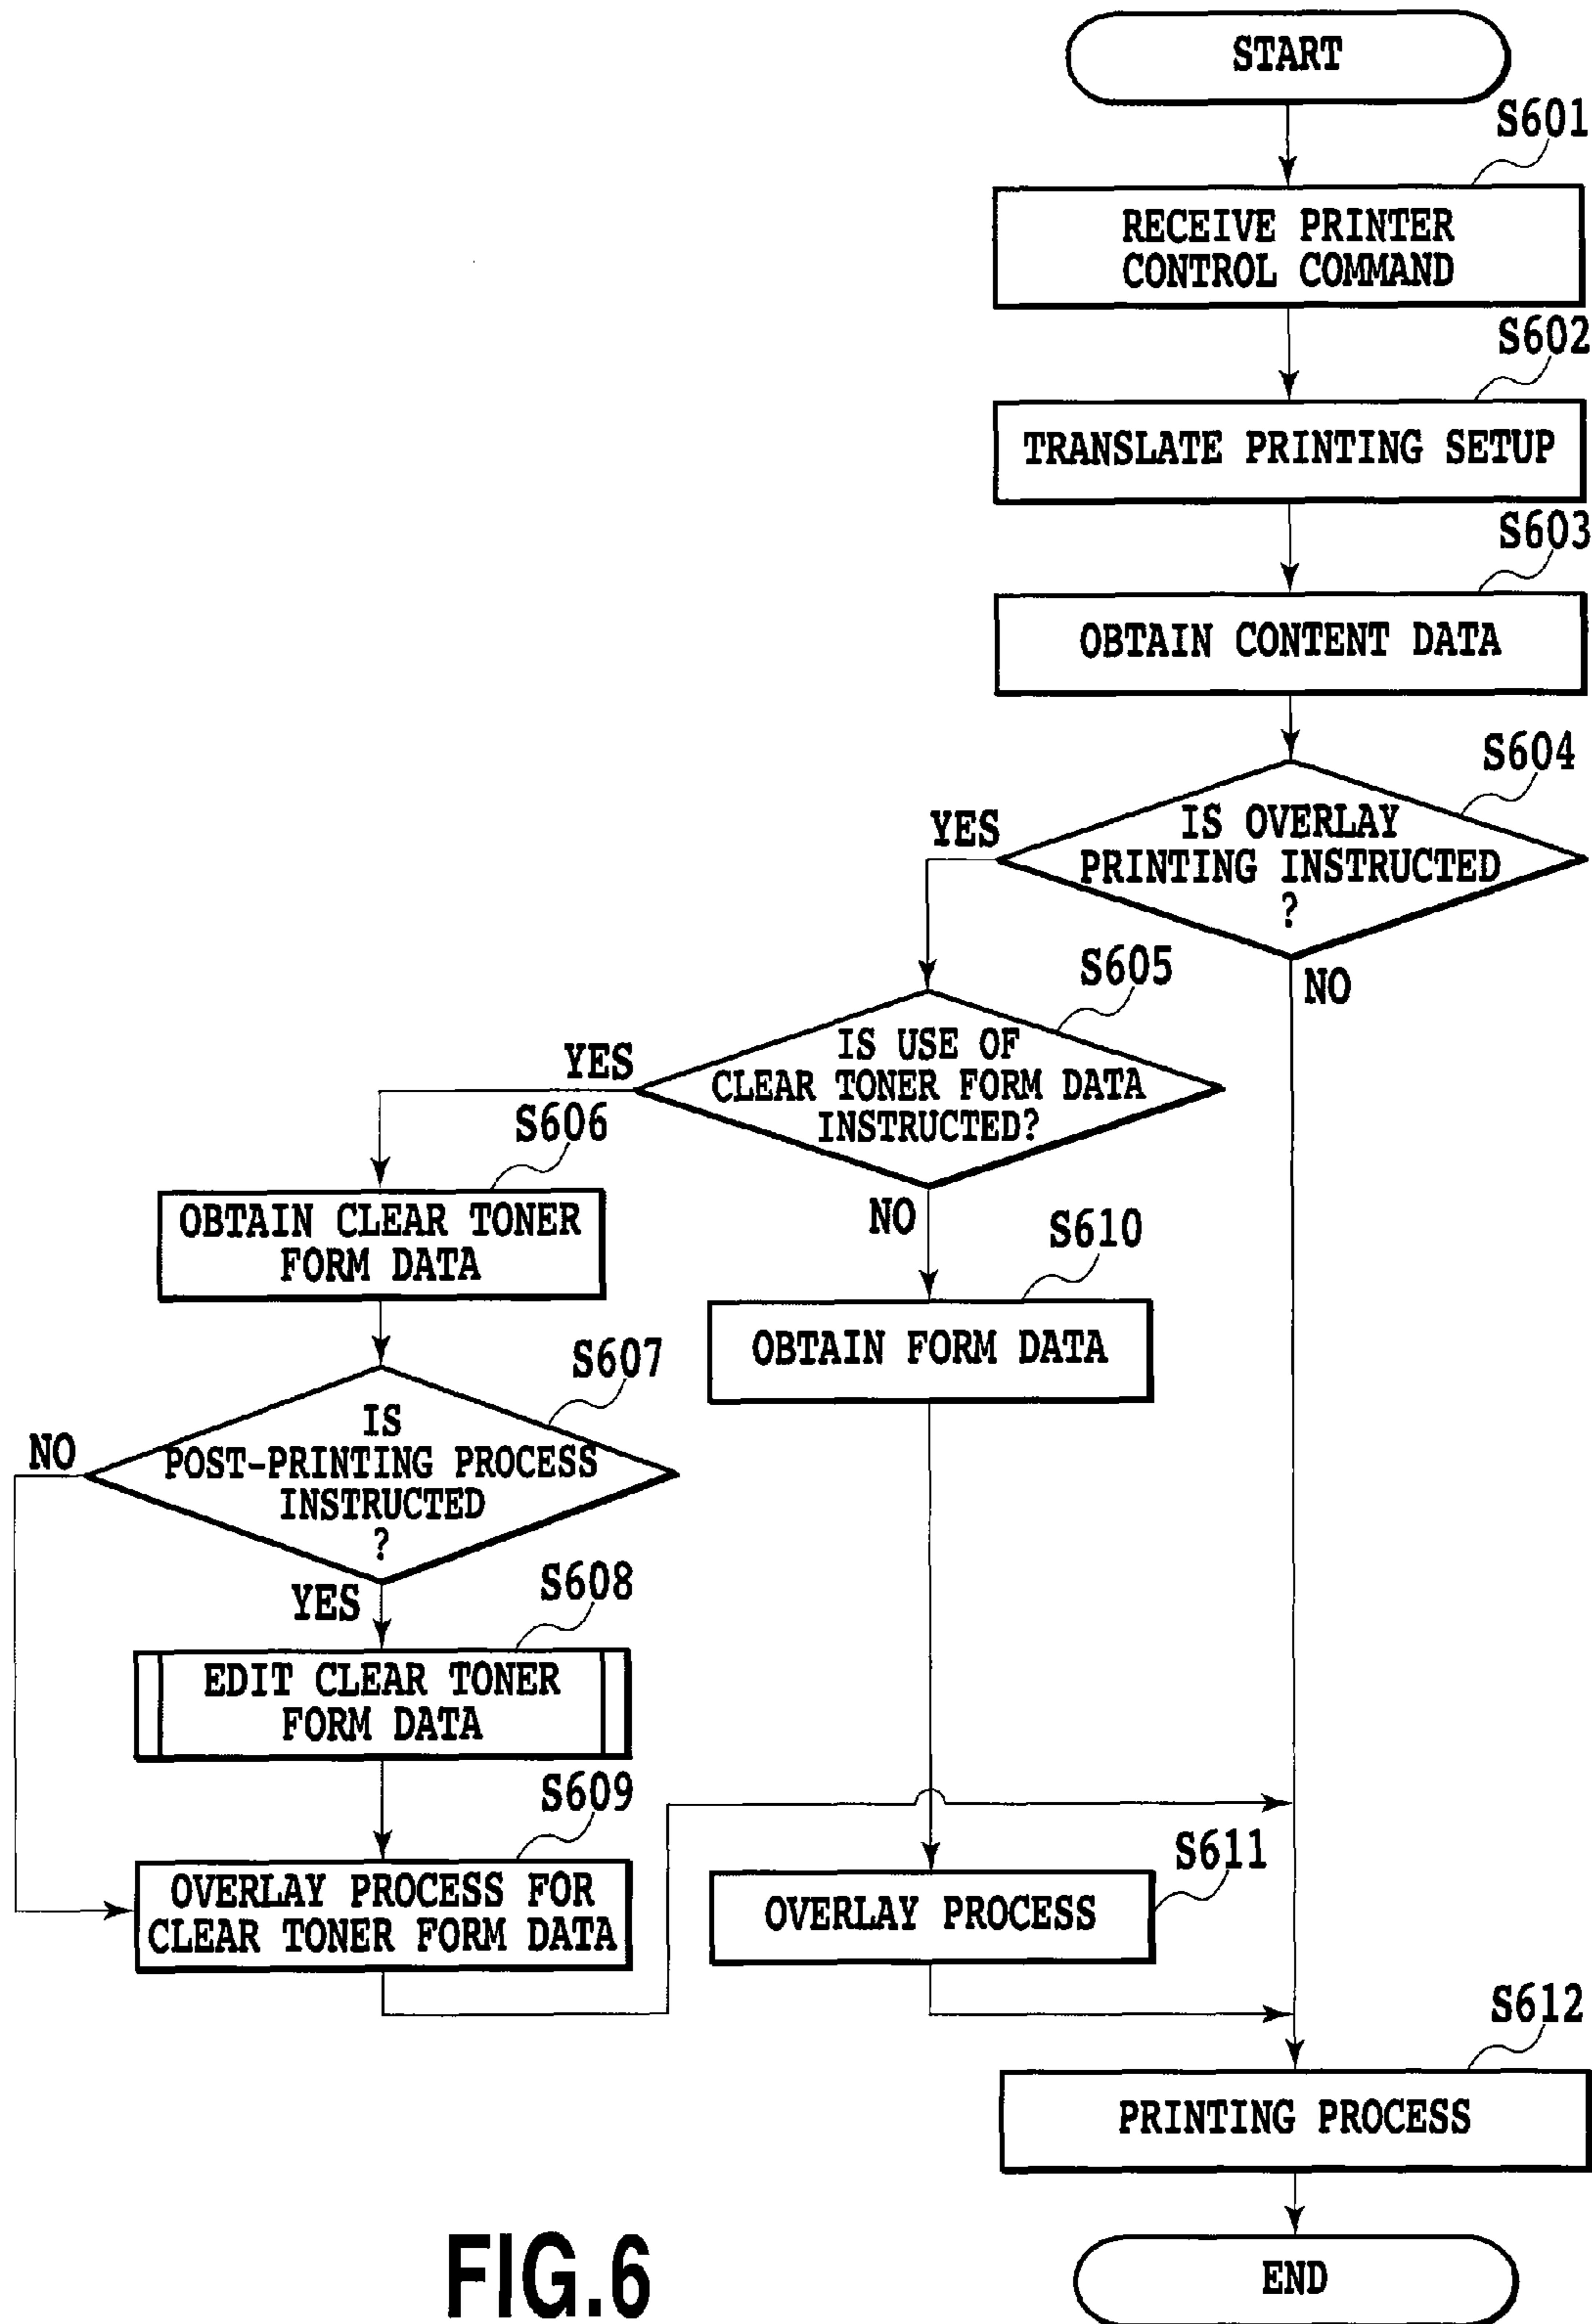 START
S601
RECEIVE PRINTER
CONTROL COMMAND
S602
TRANSLATE PRINTING SETUP
S603
OBTAIN CONTENT DATA
S604
IS OVERLAY
PRINTING INSTRUCTED
?
YES
NO
S605
IS USE OF
CLEAR TONER FORM DATA
INSTRUCTED?
YES
NO
S606
OBTAIN CLEAR TONER
FORM DATA
S610
OBTAIN FORM DATA
S607
IS
POST-PRINTING PROCESS
INSTRUCTED
?
NO
YES
S608
EDIT CLEAR TONER
FORM DATA
S609
OVERLAY PROCESS FOR
CLEAR TONER FORM DATA
S611
OVERLAY PROCESS
S612
PRINTING PROCESS
END
FIG.6